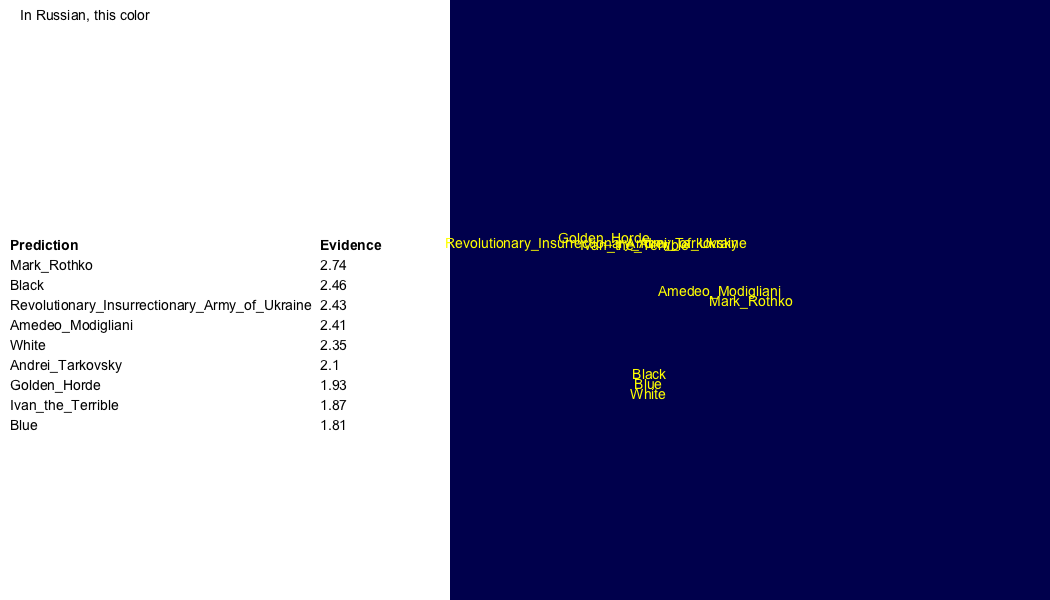 In Russian, this color
Prediction Evidence
Mark_Rothko 2.74
Black 2.46
Revolutionary_Insurrectionary_Army_of_Ukraine 2.43
Amedeo_Modigliani 2.41
White 2.35
Andrei_Tarkovsky 2.1
Golden_Horde 1.93
Ivan_the_Terrible 1.87
Blue 1.81
Golden_Horde
Revolutionary_Insurrectionary_Army_of_Ukraine
Andrei_Tarkovsky
Ivan_the_Terrible
Amedeo_Modigliani
Mark_Rothko
Black
Blue
White